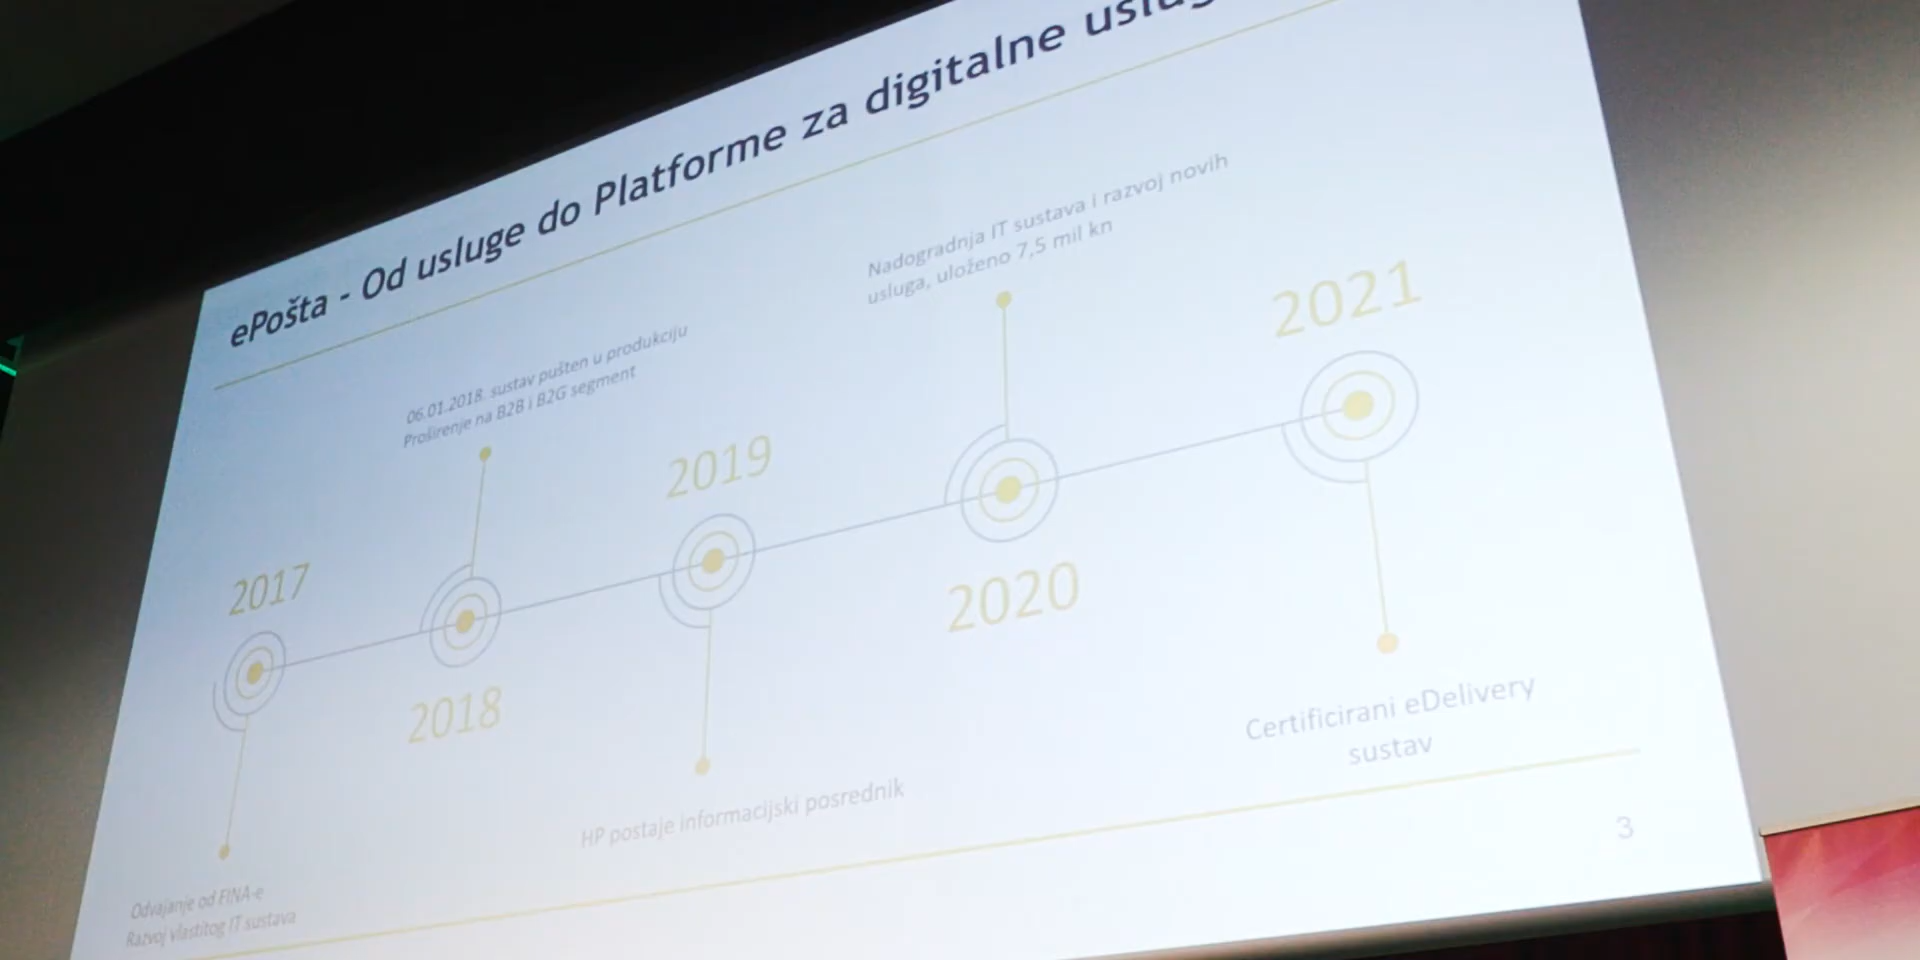 ePošta - Od usluge do Platforme za digitalne
Nadogradnja IT sustava i razvoj novih
usluga, uloženo 7,5 mil kn
2021
06.01.2018. sustav pušten u produkciju
Proširenje na B2B i B2G segment
2019
2017
2020
2018
Certificirani eDelivery
sustav
HP postaje informacijski posrednik
3
Odvajanje od FINA-e
Razvoj vlastitog IT sustava